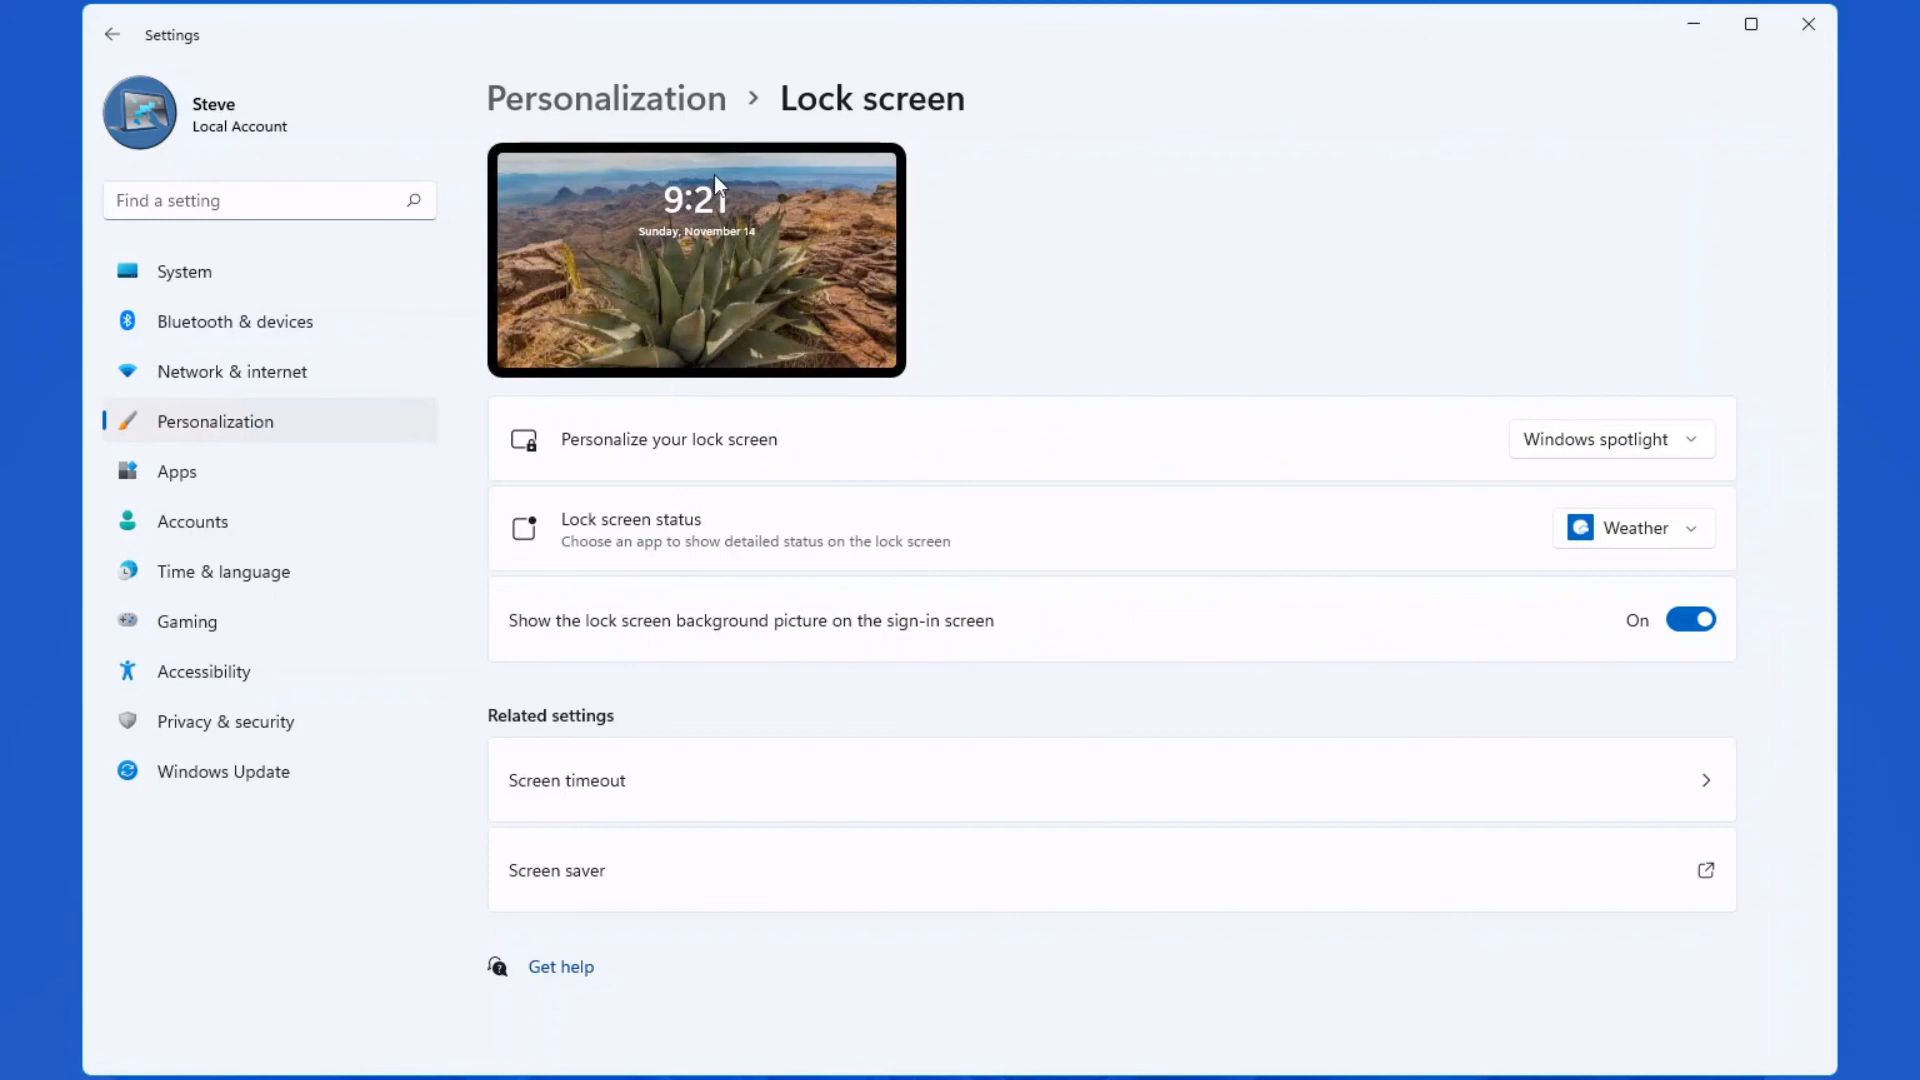 Settings
Steve
Local Account
Find a setting
System
Bluetooth & devices
Network & internet
Personalization
Apps
Accounts
Time & language
Gaming
Accessibility
Privacy & security
Windows Update
Personalization > Lock screen
9:21
Sunday, November 14
Personalize your lock screen
Windows spotlight
Lock screen status
Choose an app to show detailed status on the lock screen
Weather
Show the lock screen background picture on the sign-in screen
On
Related settings
Screen timeout
Screen saver
Get help